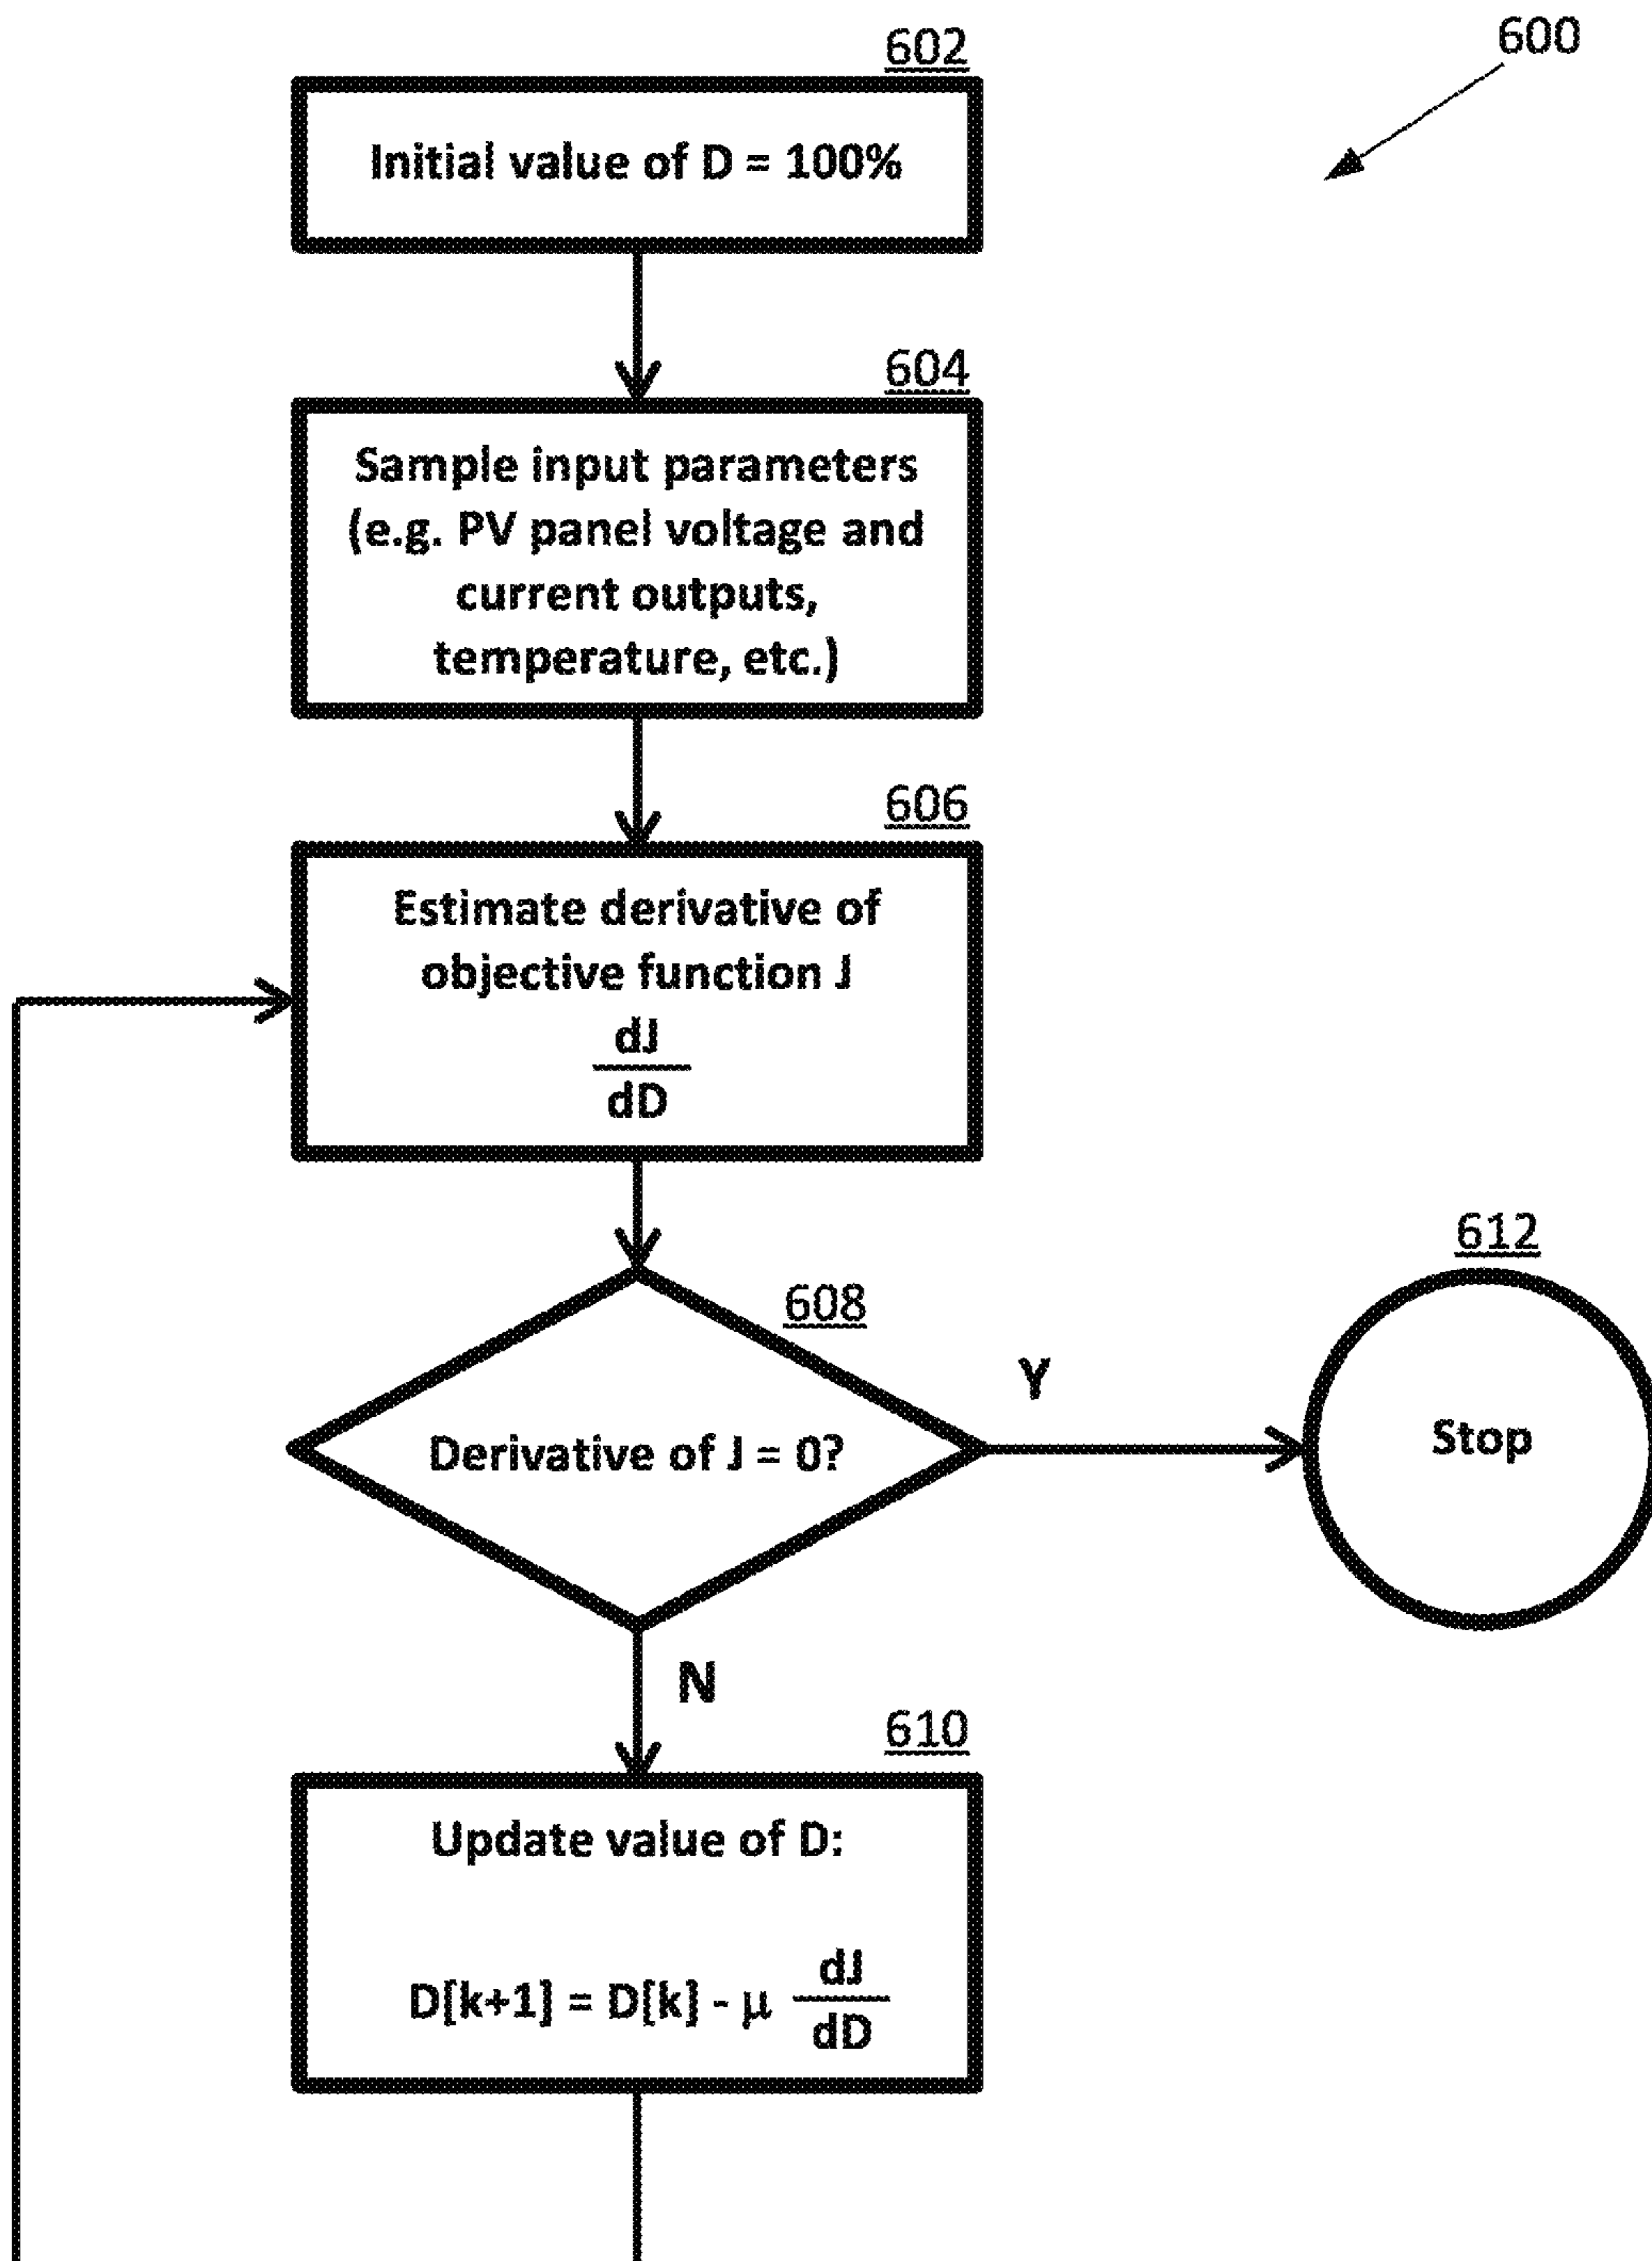 600
602
Initial value of D = 100%
604
Sample input parameters
(e.g. PV panel voltage and
current outputs,
temperature, etc.)
606
Estimate derivative of
objective function J
dJ
dD
608
Derivative of J = 0?
Y
612
Stop
N
610
Update value of D:
D[k+1] = D[k] - μ dJ
dD